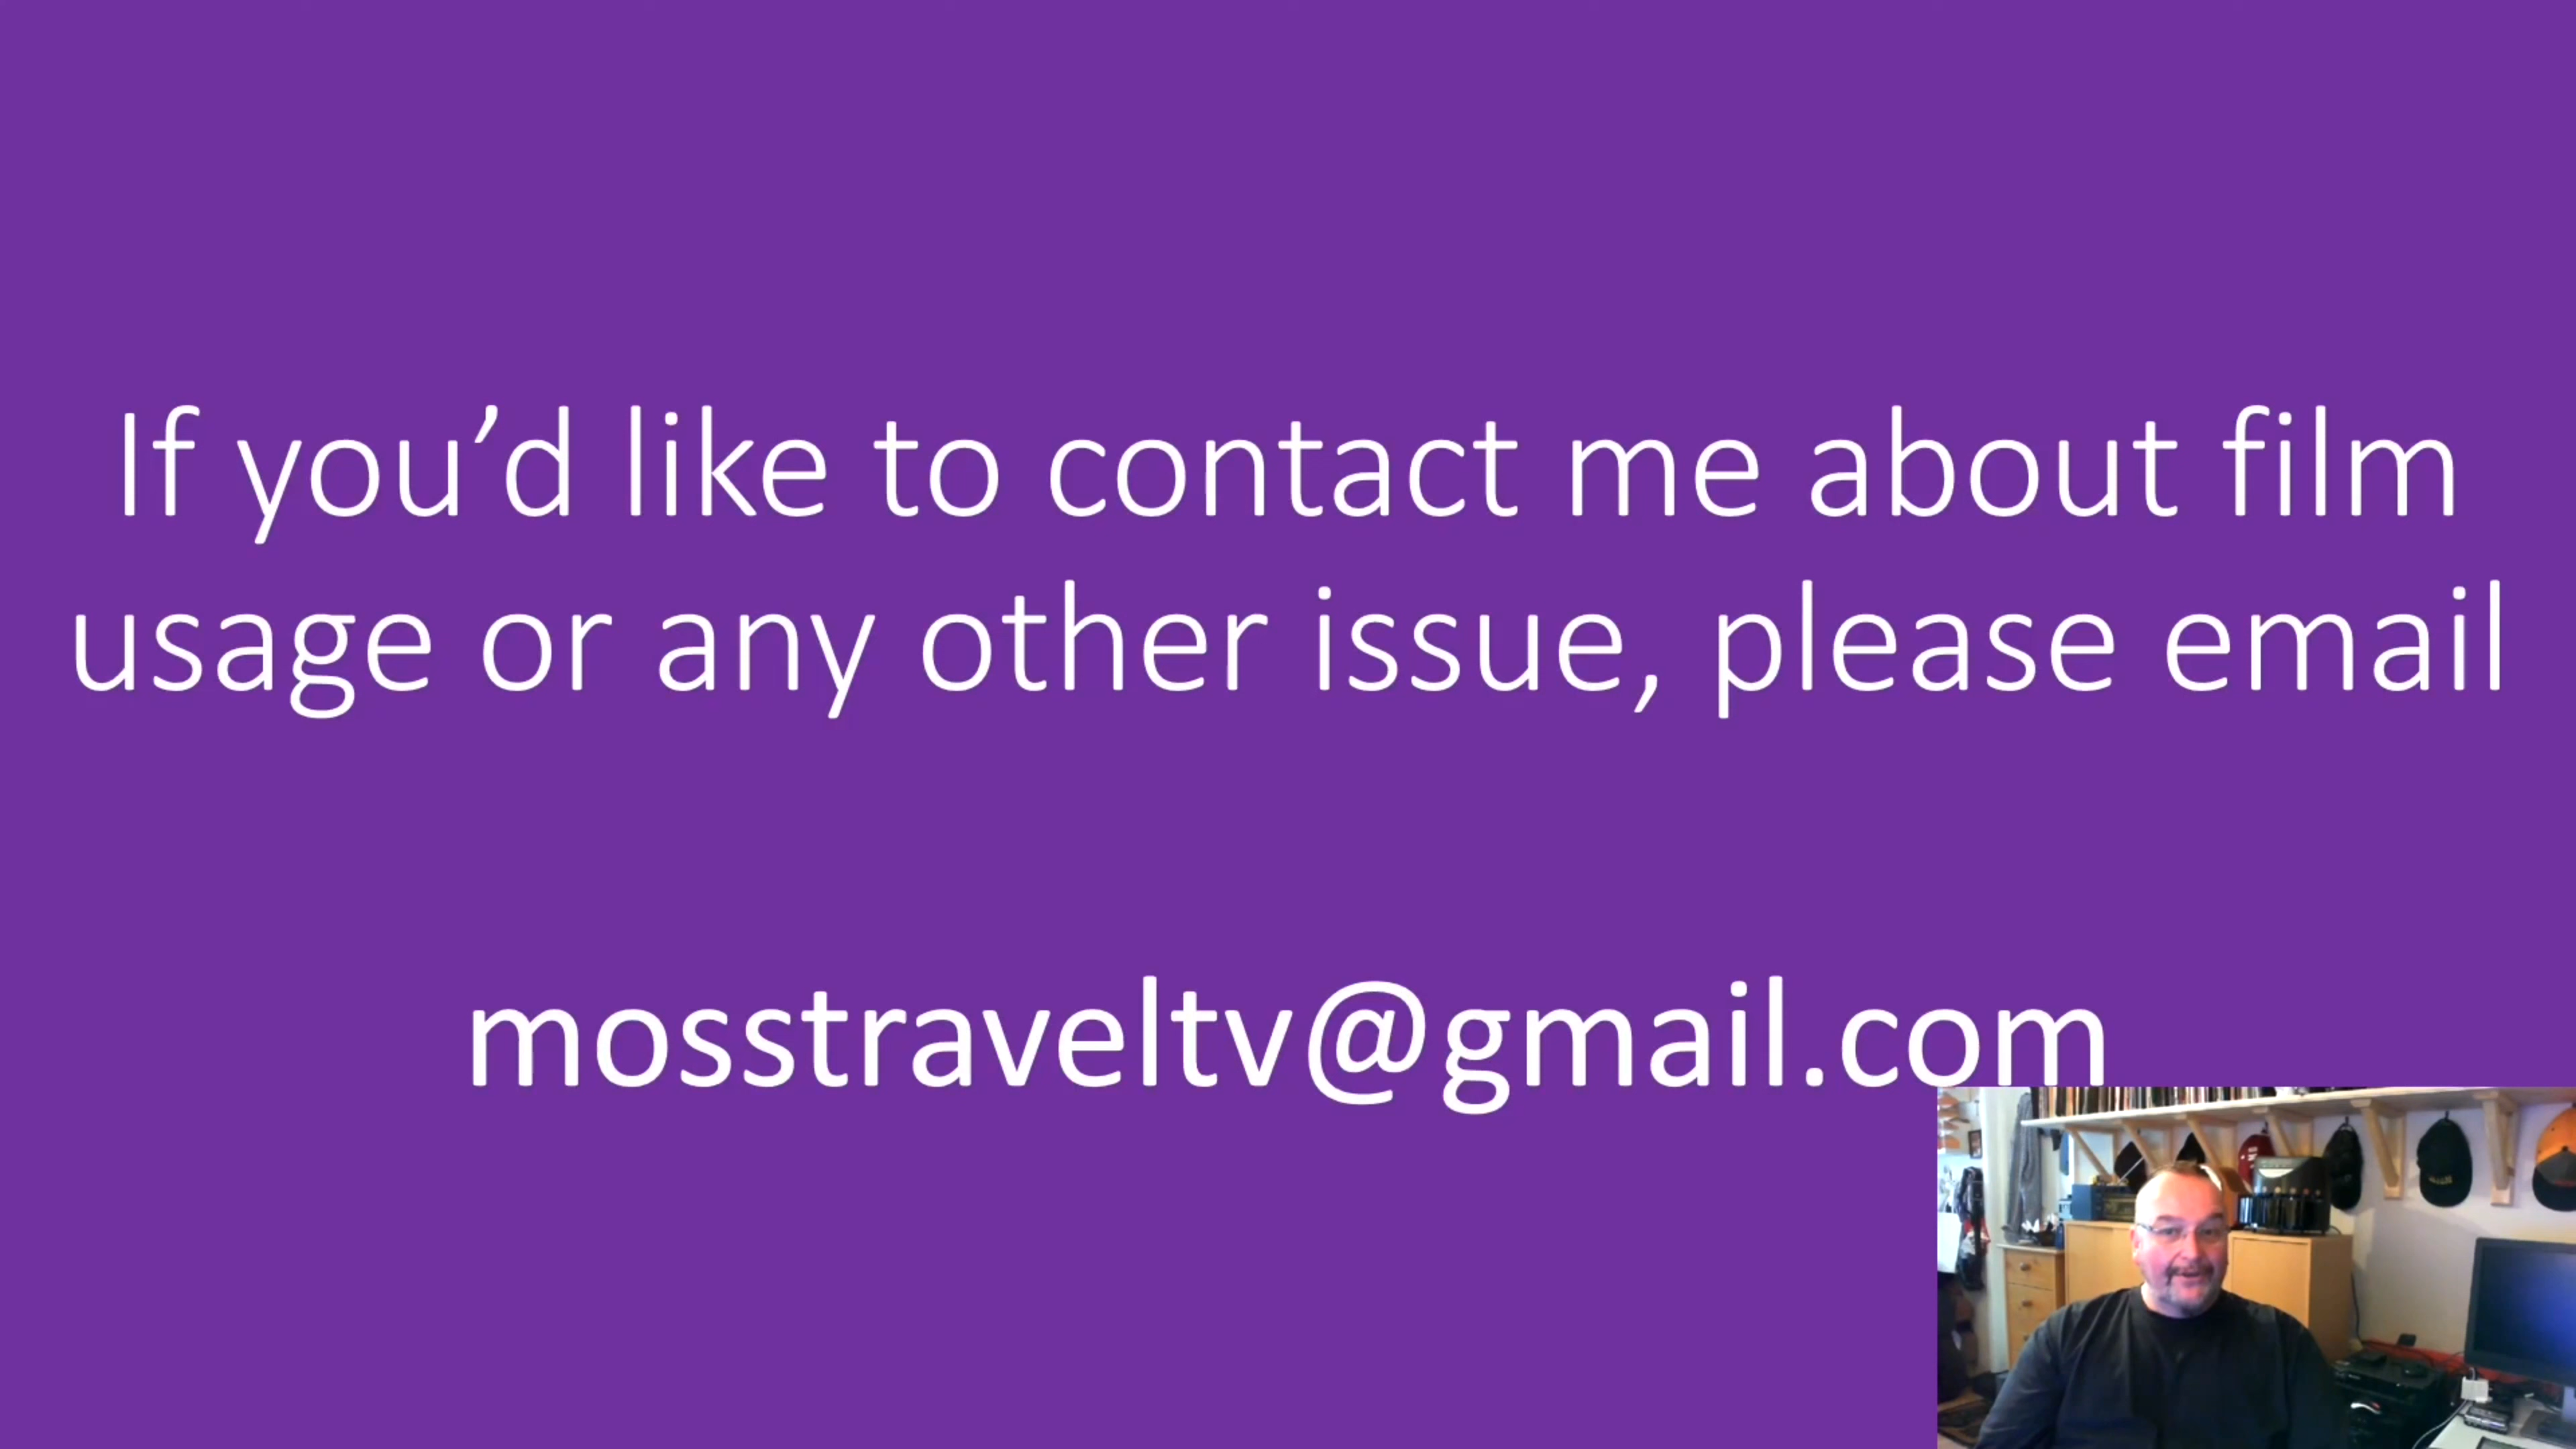 If you’d like to contact me about film
usage or any other issue, please email
mosstraveltv@gmail.com